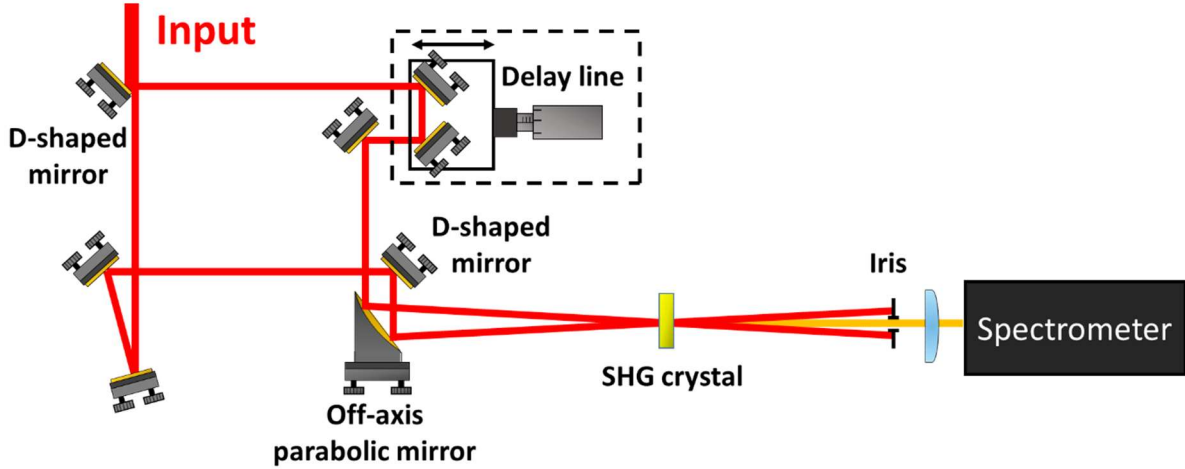 Input
Delay line
D-shaped
mirror
D-shaped
mirror
Iris
Spectrometer
SHG crystal
Off-axis
parabolic mirror